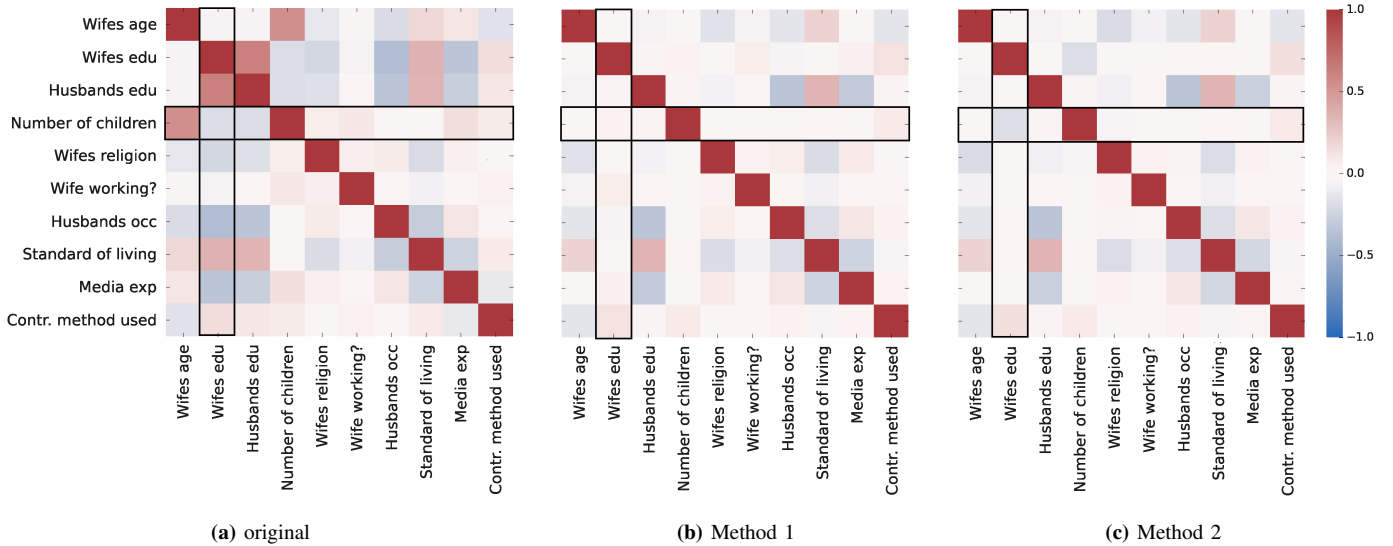 Wifes age
Wifes edu
Husbands edu
Number of children
Wifes religion
Wife working?
Husbands occ
Standard of living
Media exp
Contr. method used
Wifes age
Wifes edu
Husbands edu
Number of children
Wifes religion
Wife working?
Husbands occ
Standard of living
Media exp
Contr. method used
(a) original
Wifes age
Wifes edu
Husbands edu
Number of children
Wifes religion
Wife working?
Husbands occ
Standard of living
Media exp
Contr. method used
(b) Method 1
Wifes age
Wifes edu
Husbands edu
Number of children
Wifes religion
Wife working?
Husbands occ
Standard of living
Media exp
Contr. method used
(c) Method 2
1.0
0.5
0.0
−0.5
−1.0